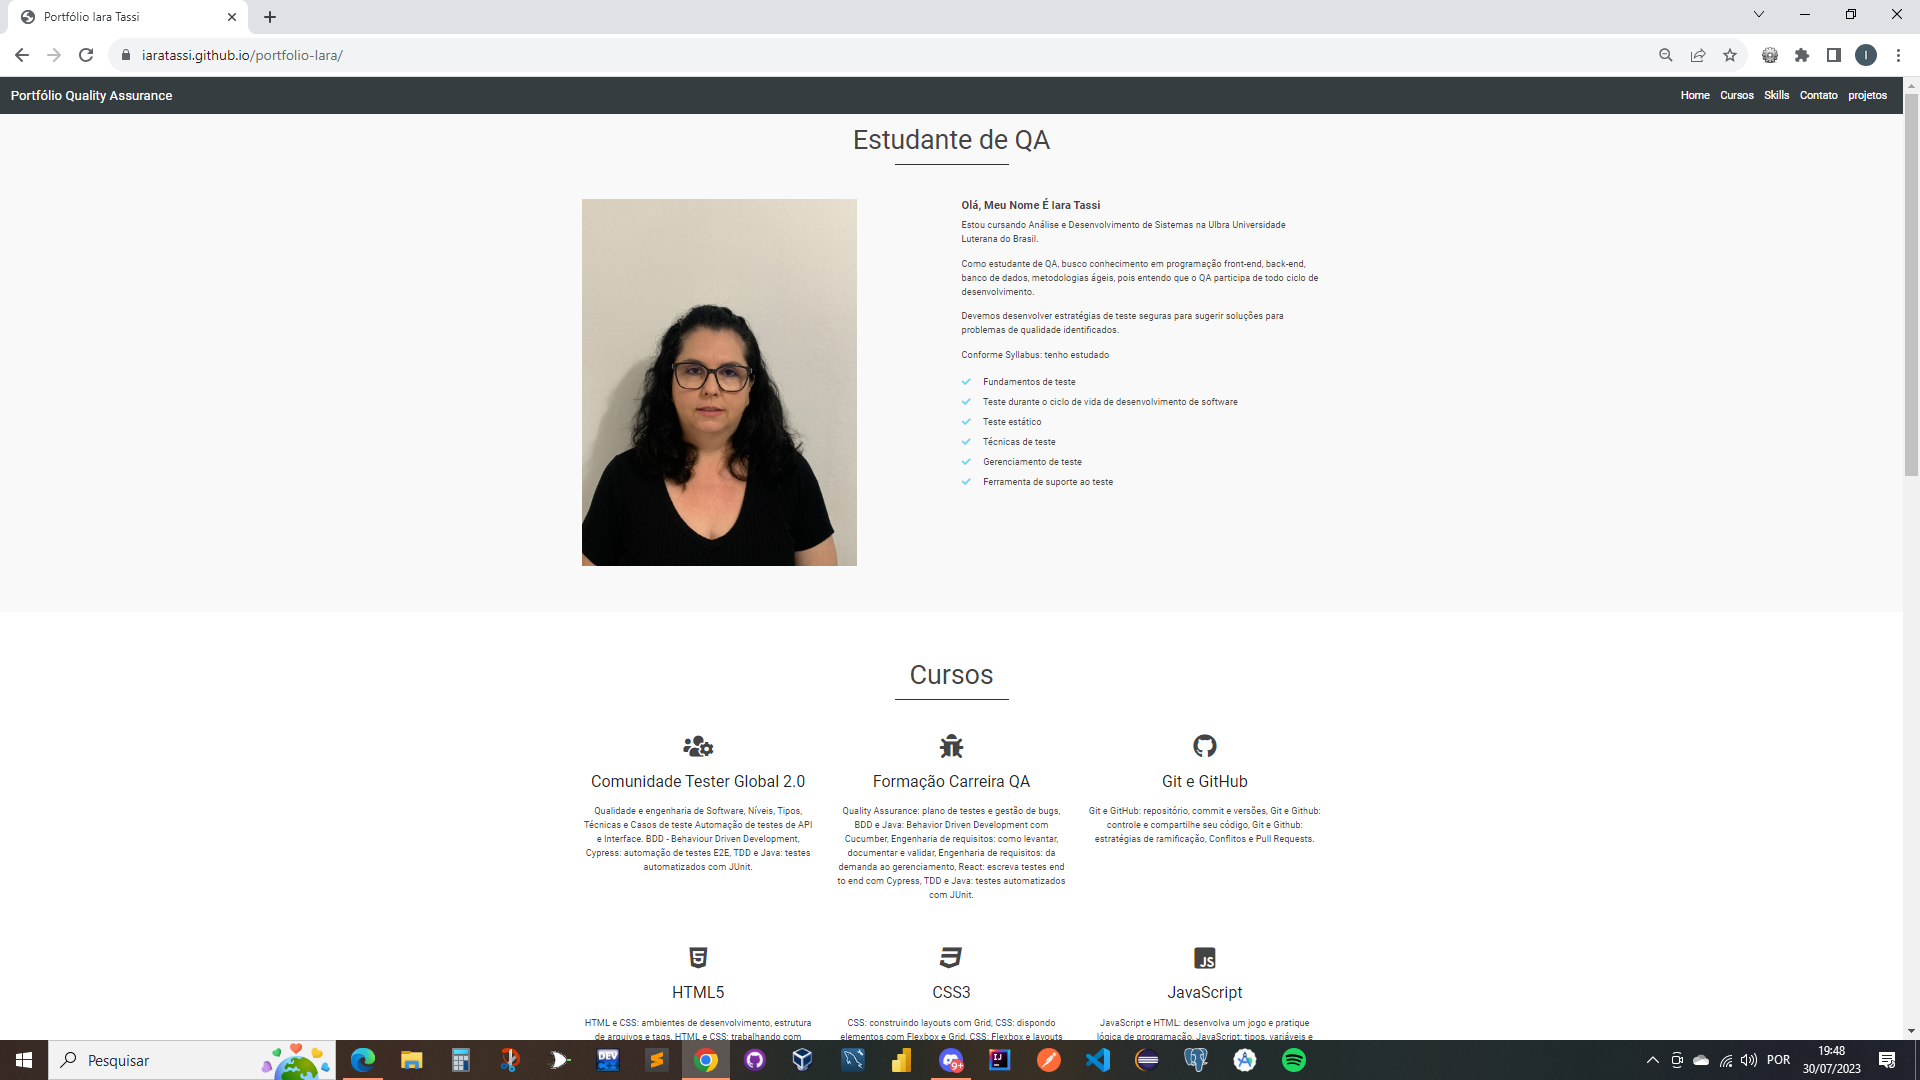 Portfólio Iara Tassi
iaratassi.github.io/portfolio-Iara/
I
Portfólio Quality Assurance
Home Cursos Skills Contato projetos
Estudante de QA
Olá, Meu Nome É Iara Tassi
Estou cursando Análise e Desenvolvimento de Sistemas na Ulbra Universidade
Luterana do Brasil.
Como estudante de QA, busco conhecimento em programação front-end, back-end,
banco de dados, metodologias ágeis, pois entendo que o QA participa de todo ciclo de
desenvolvimento.
Devemos desenvolver estratégias de teste seguras para sugerir soluções para
problemas de qualidade identificados.
Conforme Syllabus: tenho estudado
Fundamentos de teste
Teste durante o ciclo de vida de desenvolvimento de software
Teste estático
Técnicas de teste
Gerenciamento de teste
Ferramenta de suporte ao teste
Cursos
Comunidade Tester Global 2.0
Qualidade e engenharia de Software, Níveis, Tipos,
Técnicas e Casos de teste Automação de testes de API
e Interface. BDD - Behaviour Driven Development,
Cypress: automação de testes E2E, TDD e Java: testes
automatizados com JUnit.
Formação Carreira QA
Quality Assurance: plano de testes e gestão de bugs,
BDD e Java: Behavior Driven Development com
Cucumber, Engenharia de requisitos: como levantar,
documentar e validar, Engenharia de requisitos: da
demanda ao gerenciamento, React: escreva testes end
to end com Cypress, TDD e Java: testes automatizados
com JUnit.
Git e GitHub
Git e GitHub: repositório, commit e versões, Git e Github:
controle e compartilhe seu código, Git e Github:
estratégias de ramificação, Conflitos e Pull Requests.
HTML5
HTML e CSS: ambientes de desenvolvimento, estrutura
de arquivos e tags, HTML e CSS: trabalhando com
CSS3
CSS: construindo layouts com Grid, CSS: dispondo
elementos com Flexbox e Grid, CSS: Flexbox e layouts
JS
JavaScript
JavaScript e HTML: desenvolva um jogo e pratique
lógica de programação, JavaScript: tipos, variáveis e
Pesquisar
DEV
9+
IJ
POR
19:48
30/07/2023